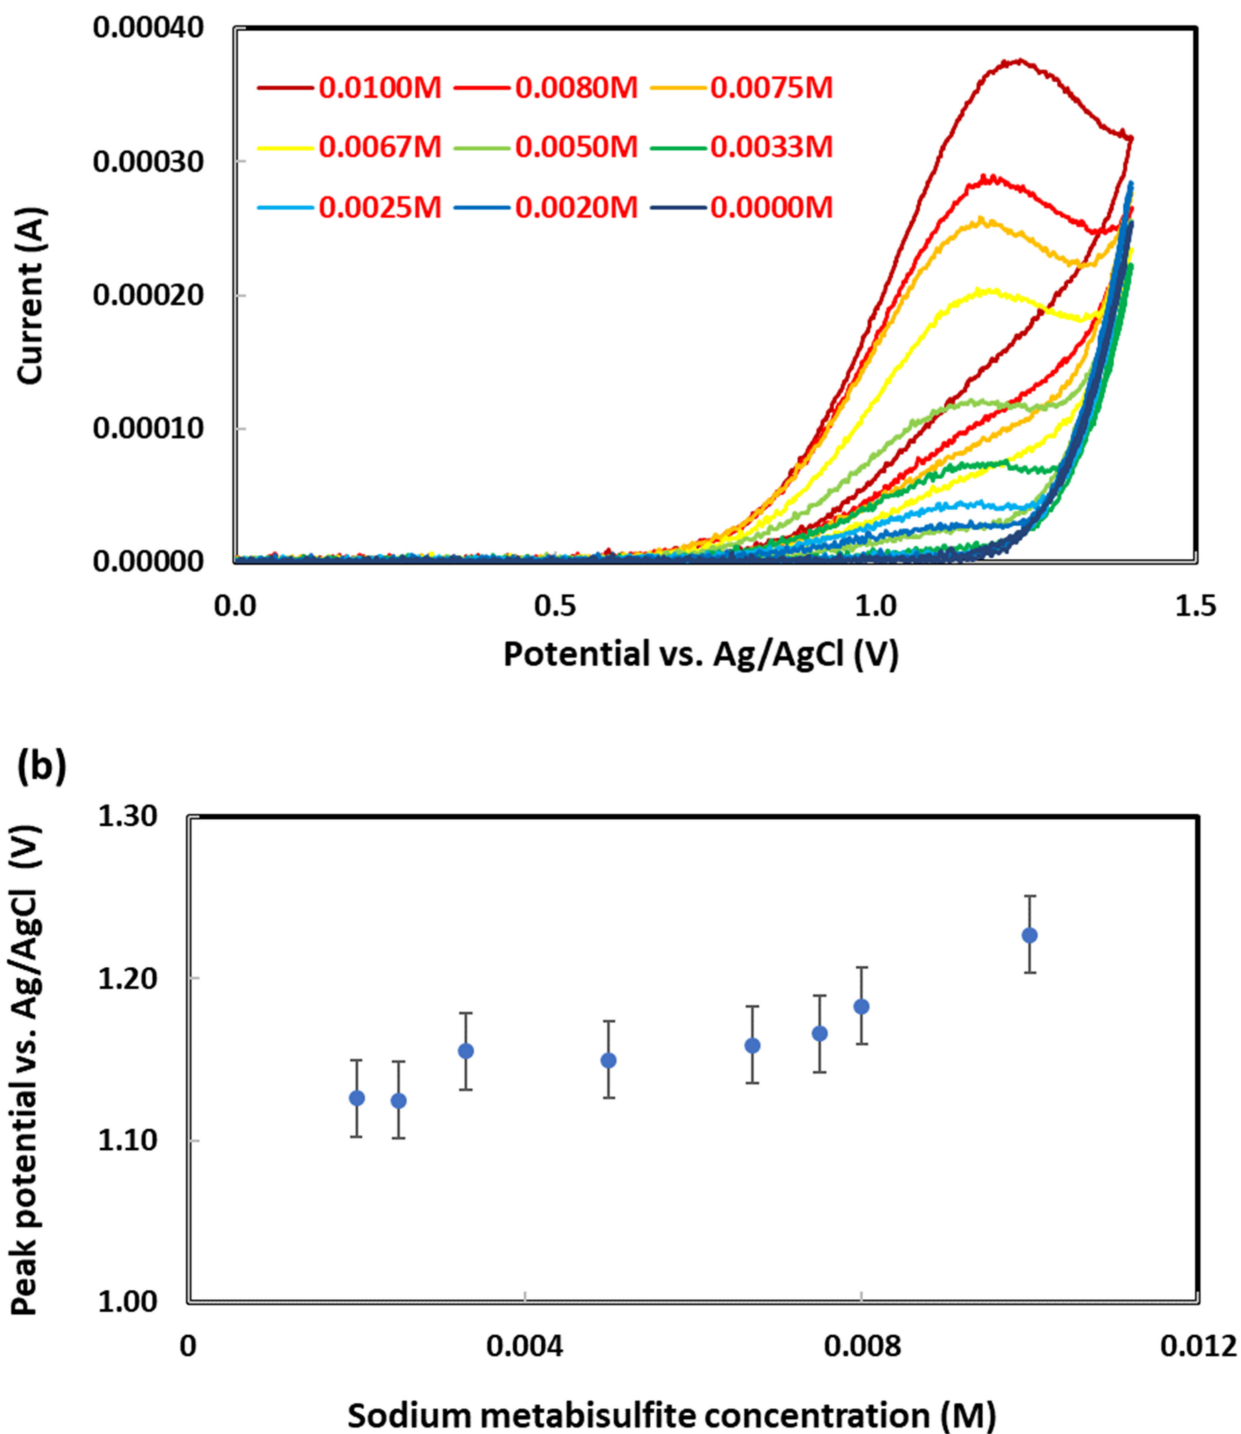 0.00040
0.0100M 0.0080M 0.0075M
0.00030
0.0067M 0.0050M 0.0033M
0.0025M 0.0020M 0.0000M
Current (A)
0.00020
0.00010
0.00000
0.0 0.5 1.0 1.5
Potential vs. Ag/AgCl (V)
(b)
1.30
Peak potential vs. Ag/AgCl (V)
1.20
1.10
1.00
0 0.004 0.008 0.012
Sodium metabisulfite concentration (M)